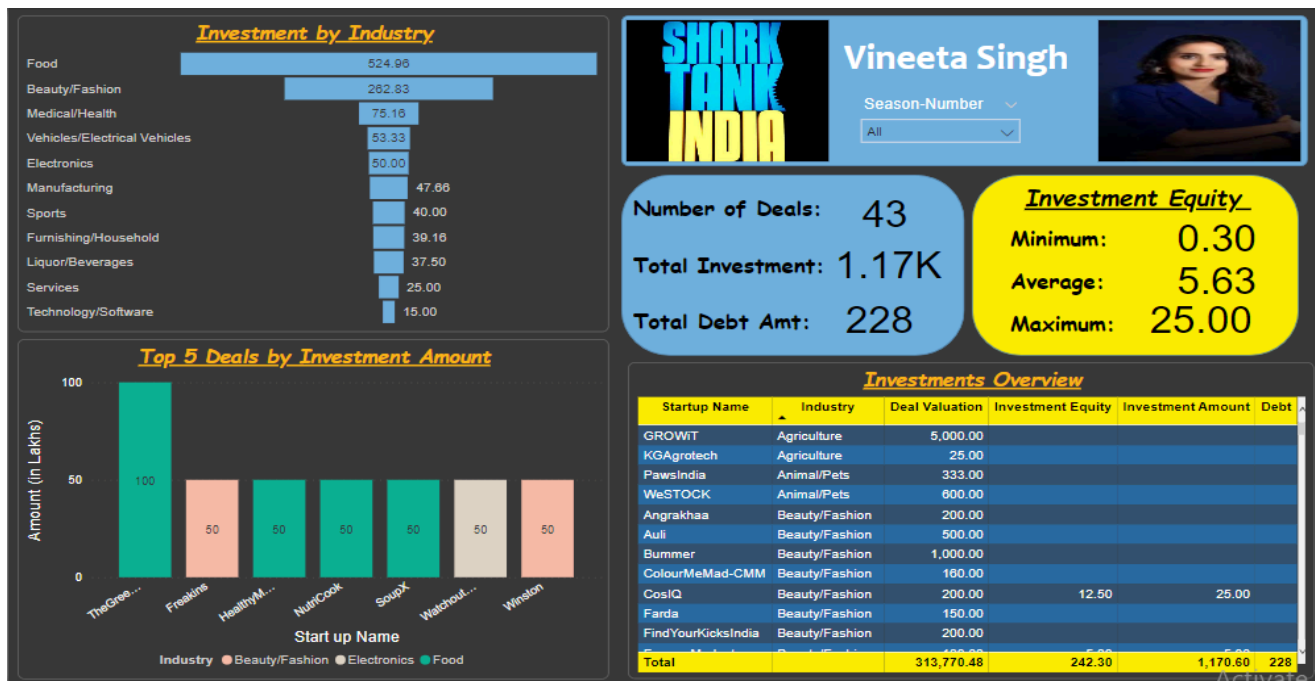 Investment by Industry
Food 524.96
Beauty/Fashion 262.83
Medical/Health 75.16
Vehicles/Electrical Vehicles 53.33
Electronics 50.00
Manufacturing 47.66
Sports 40.00
Furnishing/Household 39.16
Liquor/Beverages 37.50
Services 25.00
Technology/Software 15.00
SHARK
TANK
INDIA
Vineeta Singh
Season-Number
All
Number of Deals: 43
Total Investment: 1.17K
Total Debt Amt: 228
Investment Equity
Minimum: 0.30
Average: 5.63
Maximum: 25.00
Top 5 Deals by Investment Amount
Amount (in Lakhs)
100
50
0
100 50 50 50 50 50 50
TheGree... Freakins HealthyM... NutriCook SoupX Watchout... Winston
Start up Name
Industry Beauty/Fashion Electronics Food
Investments Overview
Startup Name Industry Deal Valuation Investment Equity Investment Amount Debt
GROWiT Agriculture 5,000.00
KGAgrotech Agriculture 25.00
PawsIndia Animal/Pets 333.00
WeSTOCK Animal/Pets 600.00
Angrakhaa Beauty/Fashion 200.00
Auli Beauty/Fashion 500.00
Bummer Beauty/Fashion 1,000.00
ColourMeMad-CMM Beauty/Fashion 160.00
CosIQ Beauty/Fashion 200.00 12.50 25.00
Farda Beauty/Fashion 150.00
FindYourKicksIndia Beauty/Fashion 200.00
Total 313,770.48 242.30 1,170.60 228